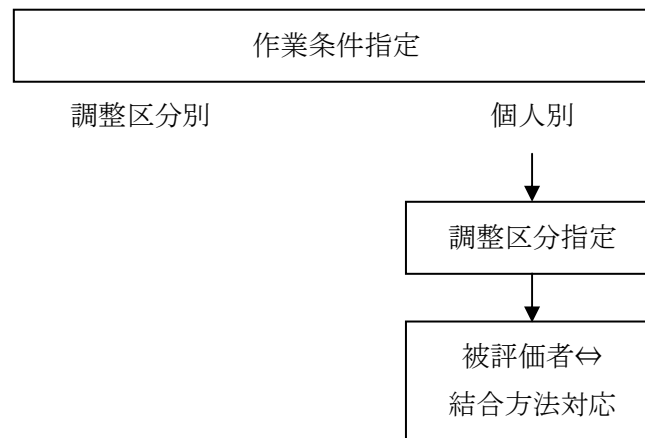 作業条件指定
調整区分別 個人別
調整区分指定
被評価者⇔
結合方法対応